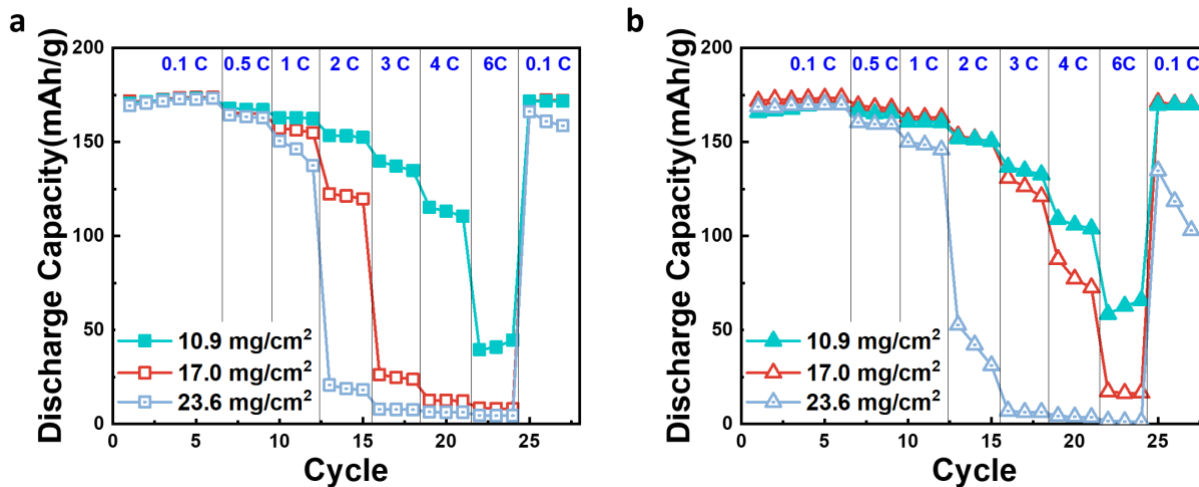 a
200
150
100
50
0
Discharge Capacity(mAh/g)
0.1 C 0.5 C 1 C 2 C 3 C 4 C 6C 0.1 C
10.9 mg/cm²
17.0 mg/cm²
23.6 mg/cm²
0 5 10 15 20 25
Cycle
b
200
150
100
50
0
Discharge Capacity(mAh/g)
0.1 C 0.5 C 1 C 2 C 3 C 4 C 6C 0.1 C
10.9 mg/cm²
17.0 mg/cm²
23.6 mg/cm²
0 5 10 15 20 25
Cycle